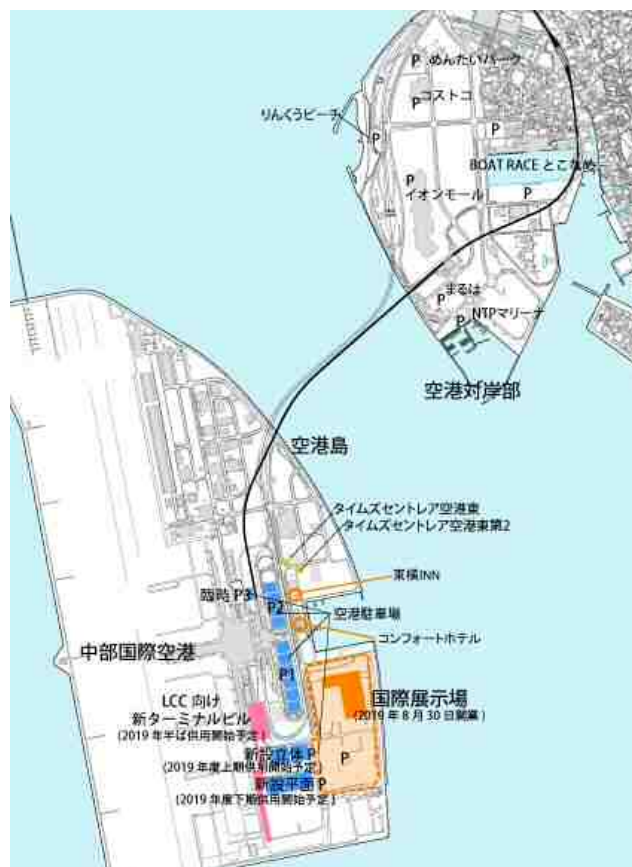 P めんたいパーク
P
コストコ
りんくうビーチ
P
P
BOAT RACE とこなめ
P
イオンモール
P
まるは
P
NTPマリーナ
P
空港対岸部
空港島
タイムズセントレア空港東
タイムズセントレア空港東第2
東横INN
臨時 P3
P2
空港駐車場
コンフォートホテル
中部国際空港
P1
国際展示場
(2019 年 8 月 30 日開業)
LCC 向け
新ターミナルビル
(2019 年半ば供用開始予定)
新設立体 P
(2019 年度上期供用開始予定)
P
新設平面 P
(2019 年度下期供用開始予定)